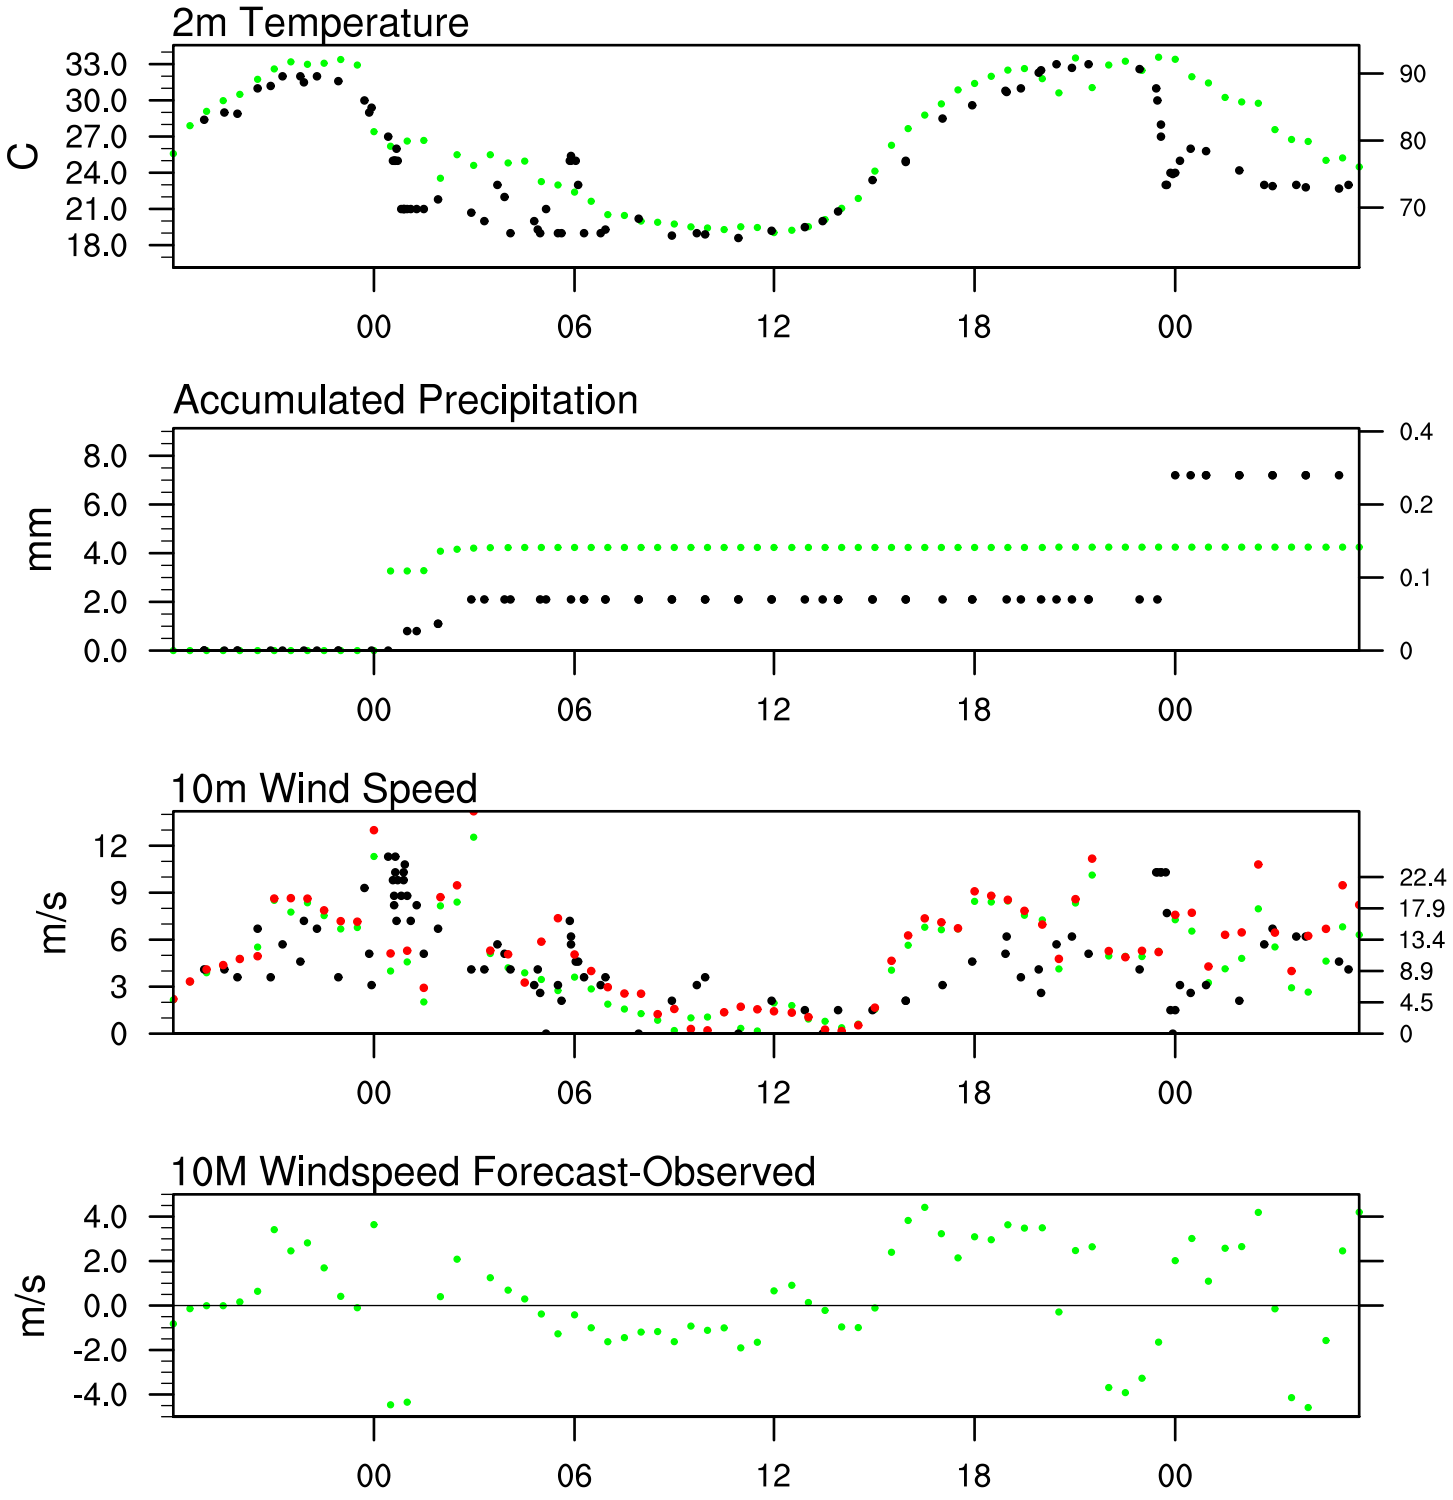 2m Temperature
33.0
30.0
27.0
24.0
21.0
18.0
C
90
80
70
00 06 12 18 00
Accumulated Precipitation
8.0
6.0
4.0
2.0
0.0
mm
0.4
0.2
0.1
0
00 06 12 18 00
10m Wind Speed
12
9
6
3
0
m/s
22.4
17.9
13.4
8.9
4.5
0
00 06 12 18 00
10M Windspeed Forecast-Observed
4.0
2.0
0.0
-2.0
-4.0
m/s
00 06 12 18 00